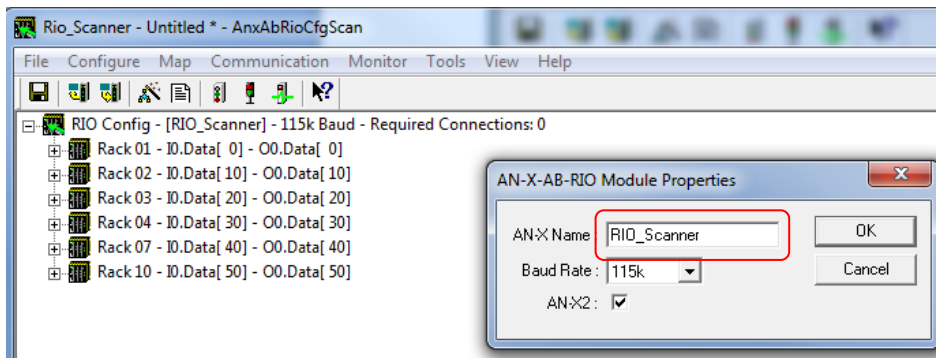 Rio_Scanner - Untitled * - AnxAbRioCfgScan
File Configure Map Communication Monitor Tools View Help
RIO Config - [RIO_Scanner] - 115k Baud - Required Connections: 0
Rack 01 - I0.Data[ 0] - O0.Data[ 0]
Rack 02 - I0.Data[ 10] - O0.Data[ 10]
Rack 03 - I0.Data[ 20] - O0.Data[ 20]
Rack 04 - I0.Data[ 30] - O0.Data[ 30]
Rack 07 - I0.Data[ 40] - O0.Data[ 40]
Rack 10 - I0.Data[ 50] - O0.Data[ 50]
AN-X-AB-RIO Module Properties
AN-X Name : RIO_Scanner
OK
Baud Rate : 115k
Cancel
AN-X2 :